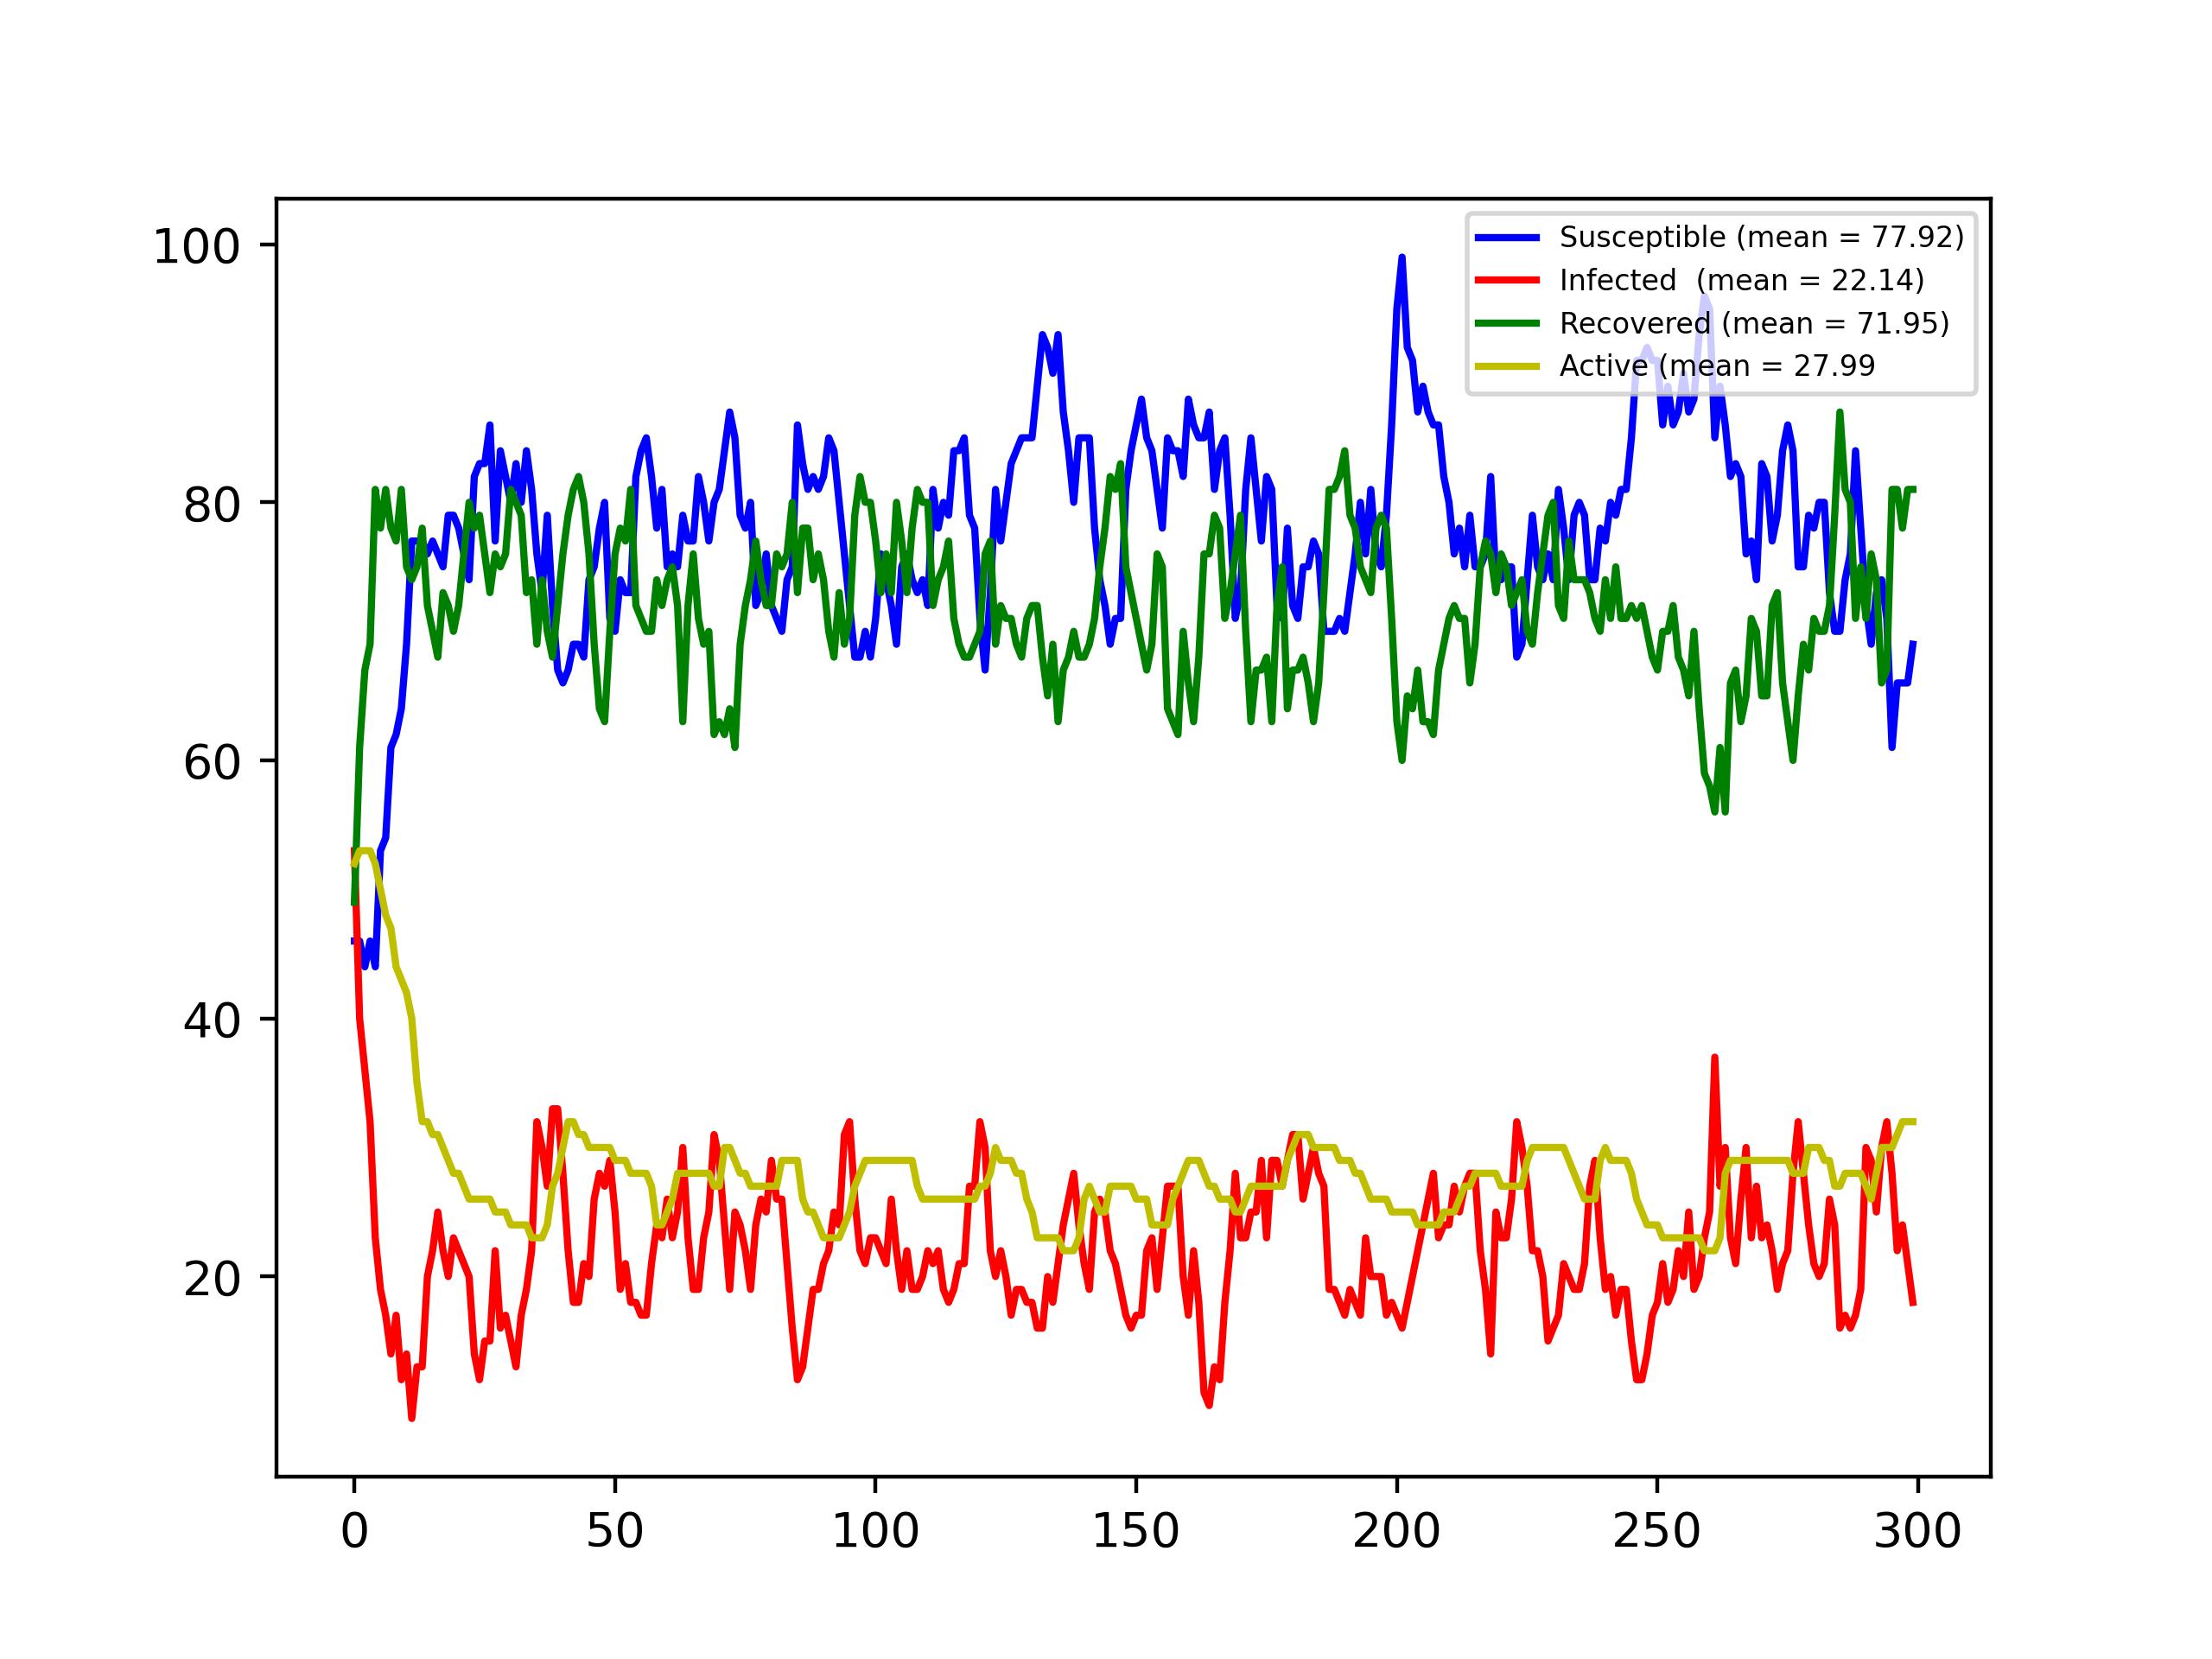 100
80
60
40
20
0 50 100 150 200 250 300
Susceptible (mean = 77.92)
Infected  (mean = 22.14)
Recovered (mean = 71.95)
Active (mean = 27.99